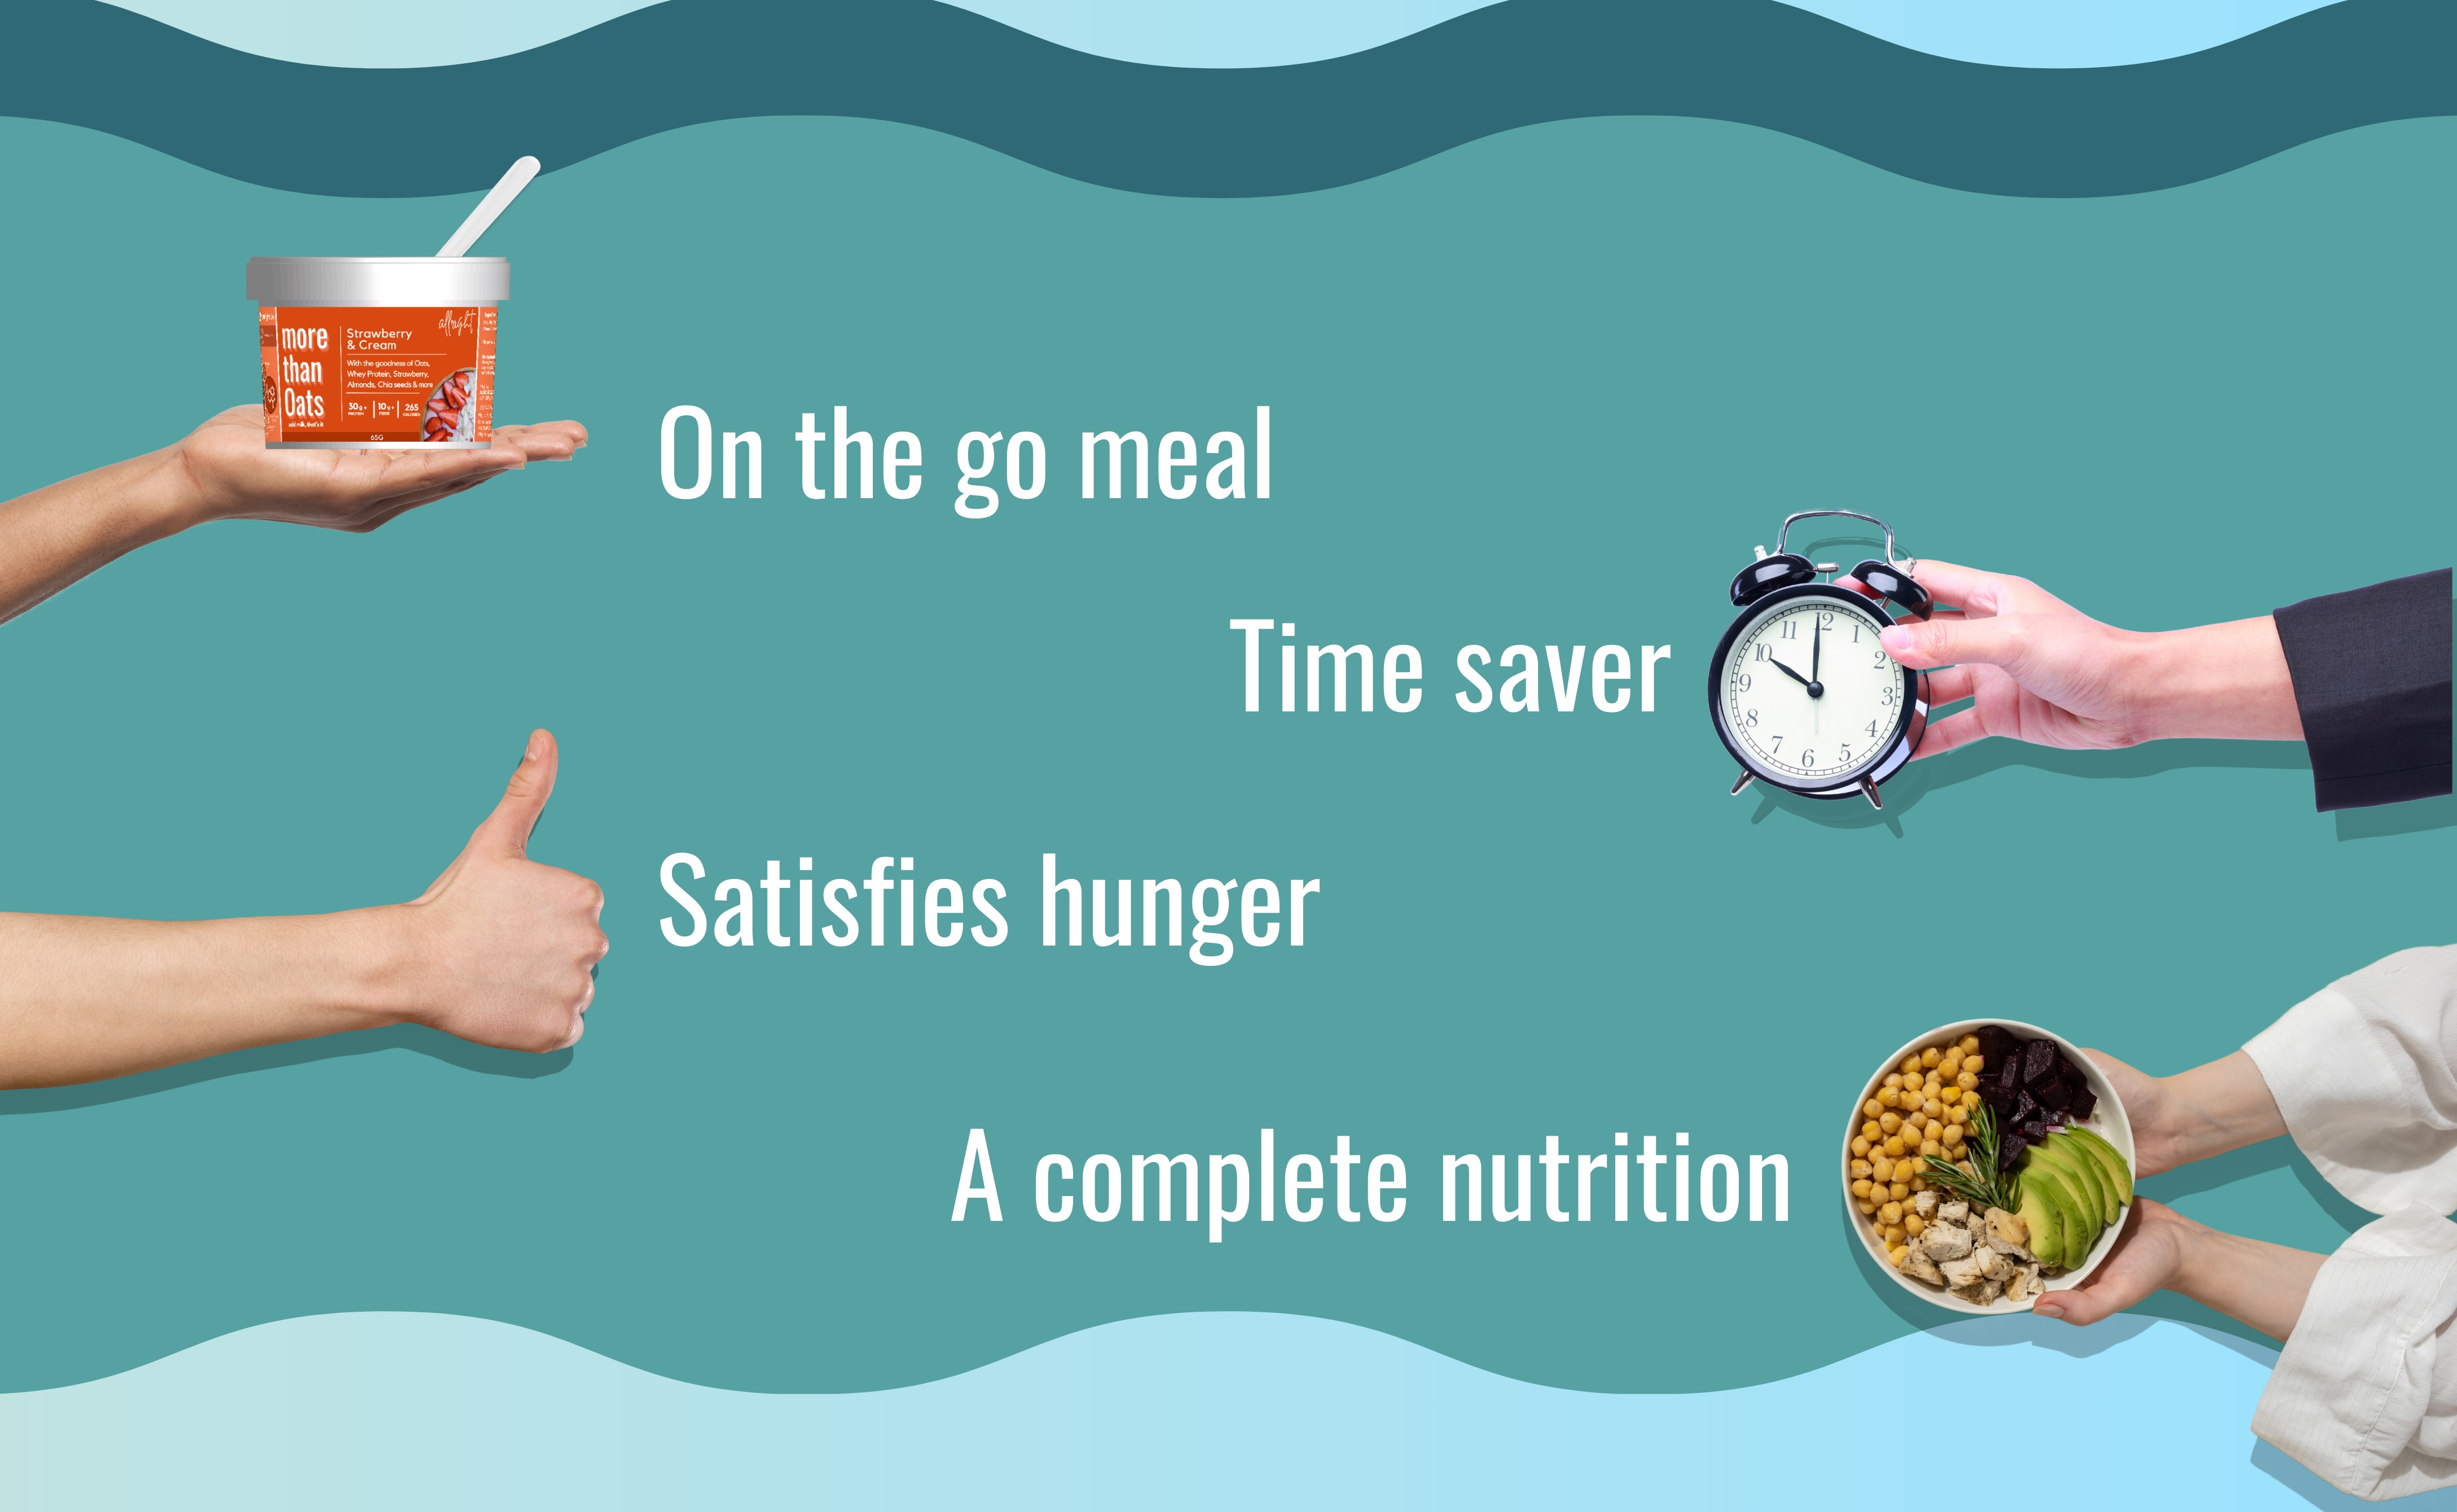 allright
more
than
Oats
add milk, that's it
Strawberry
& Cream
With the goodness of Oats,
Whey Protein, Strawberry,
Almonds, Chia seeds & more
30g+ PROTEIN 10g+ FIBER 265 CALORIES
65G
On the go meal
11 12 1
10 2
9 3
8 4
7 6 5
Time saver
Satisfies hunger
A complete nutrition